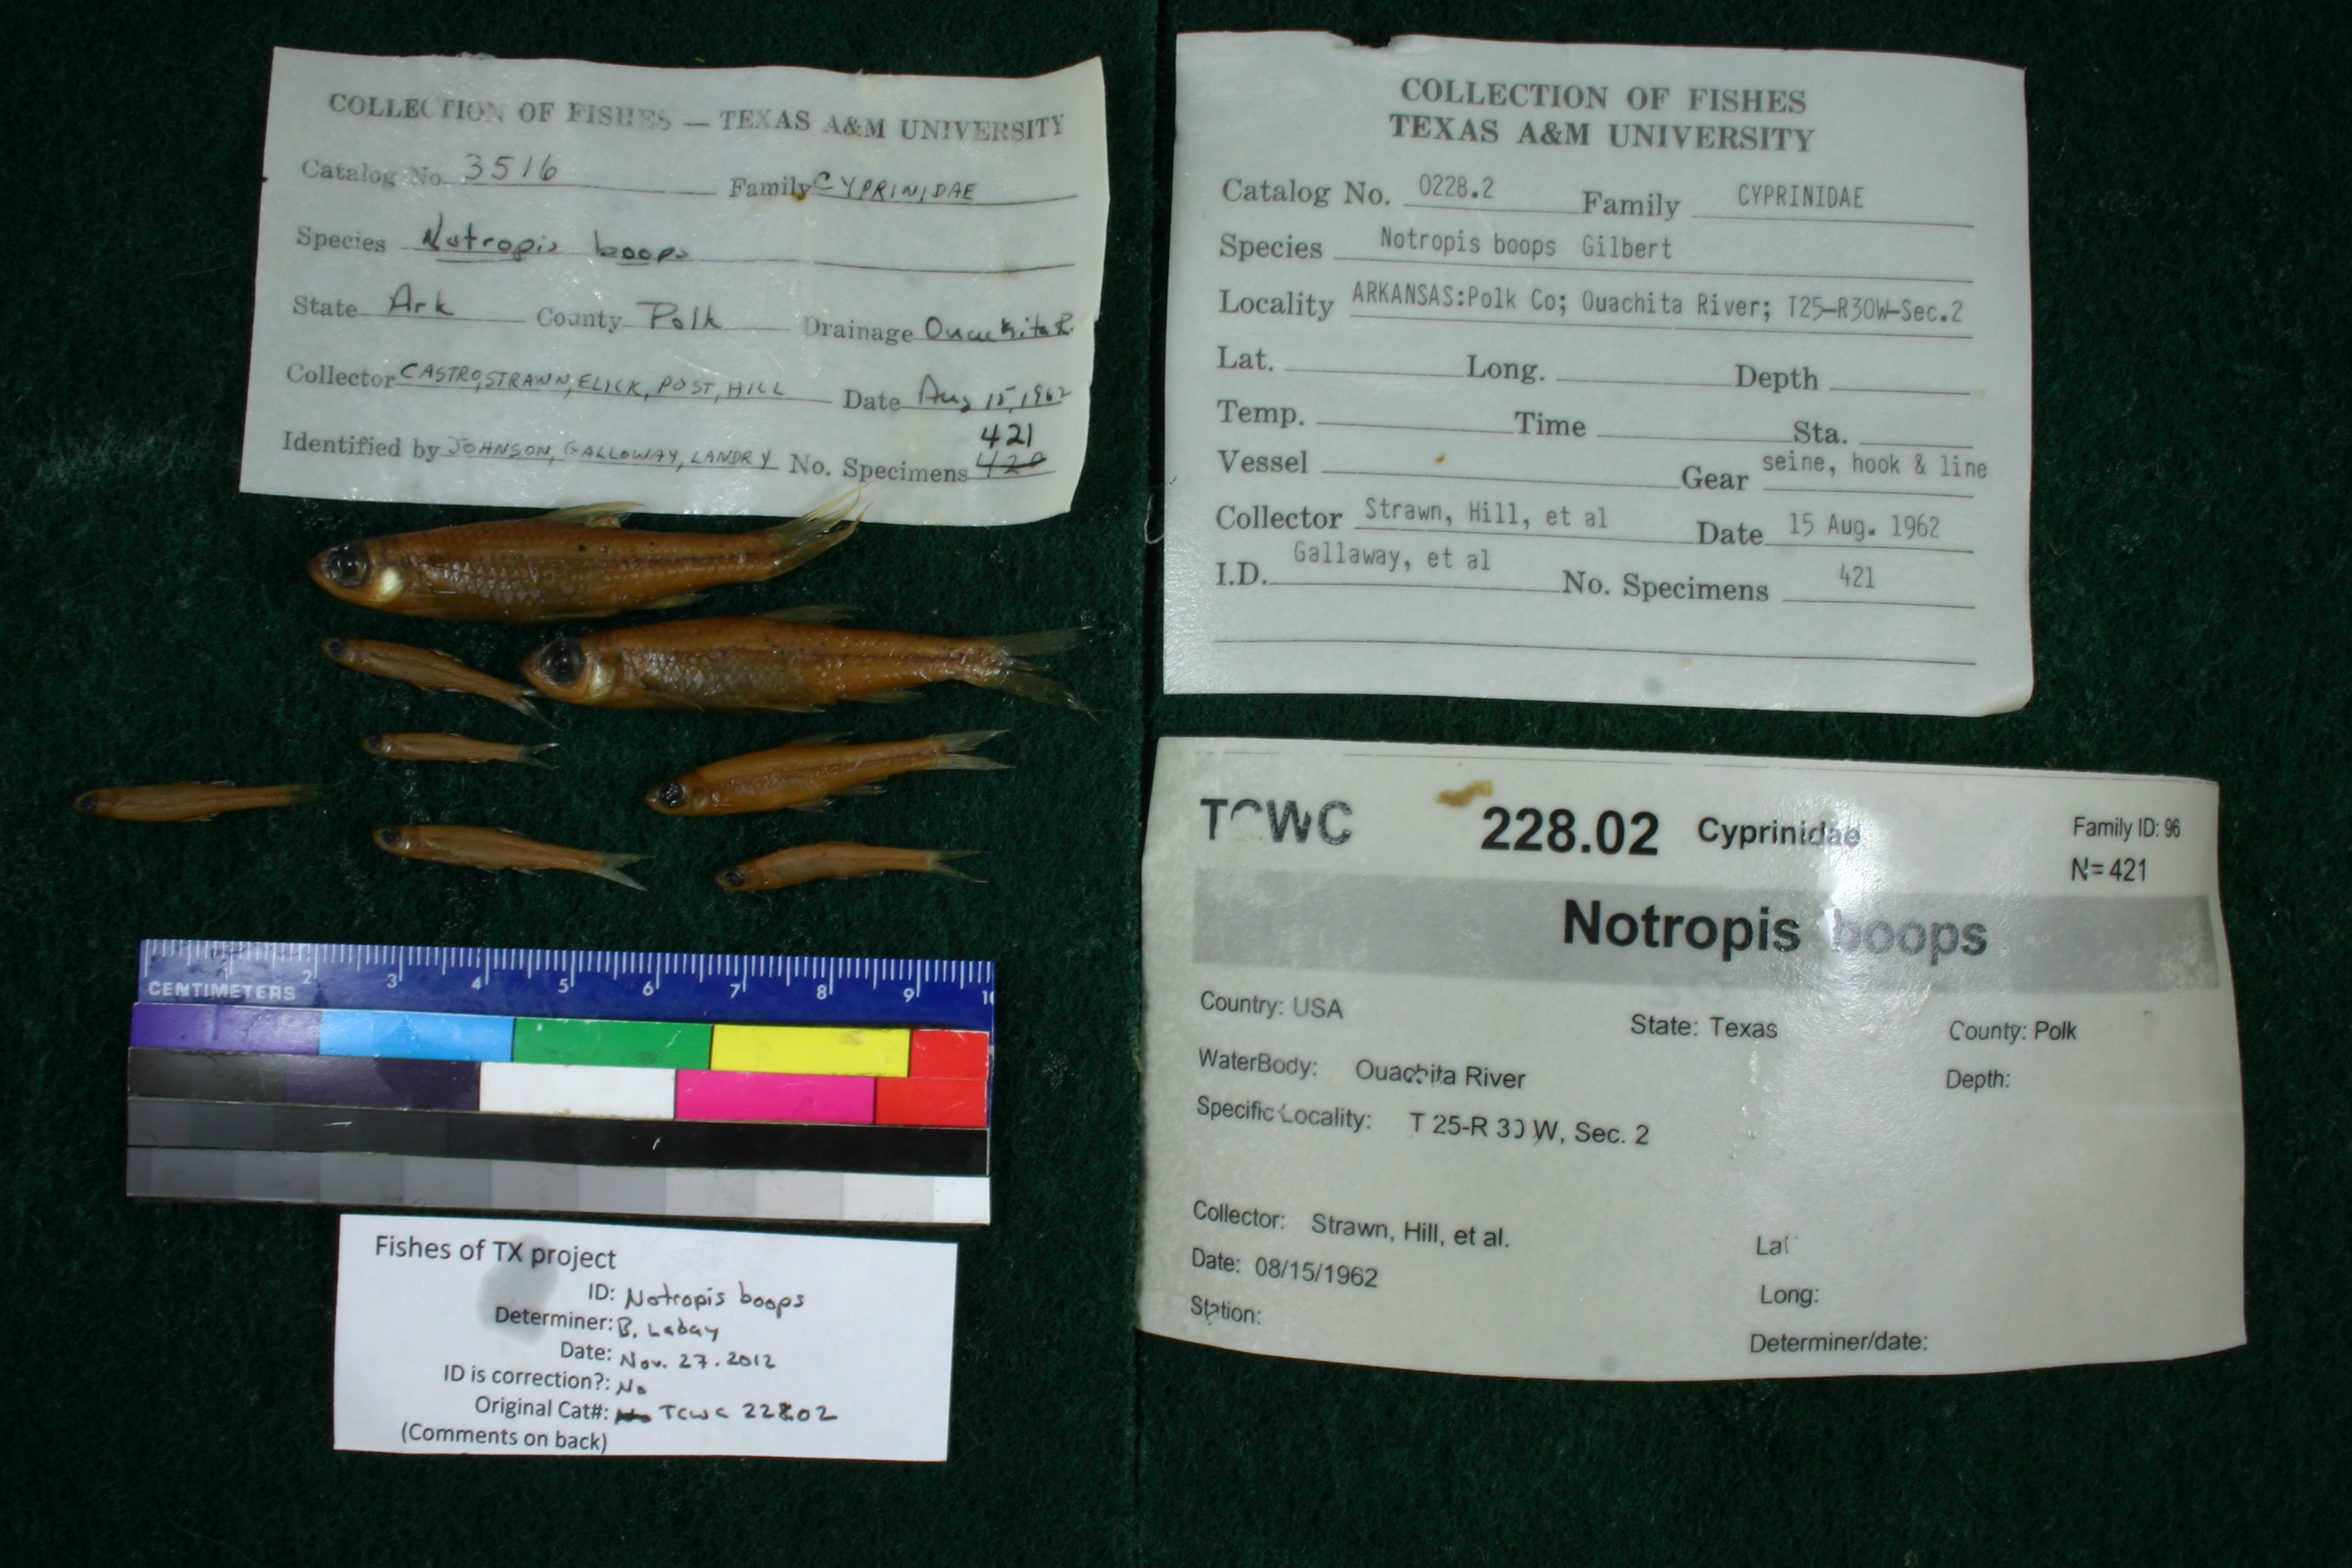 COLLECTION OF FISHES — TEXAS A&M UNIVERSITY
Catalog No. 3516 Family CYPRINIDAE
Species Notropis boops
State Ark County Polk Drainage Ouachita R.
Collector CASTRO, STRAWN, ELICK, POST, HILL Date Aug 15, 1962
421
Identified by JOHNSON, GALLOWAY, LANDRY No. Specimens 420
COLLECTION OF FISHES
TEXAS A&M UNIVERSITY
Catalog No. 0228.2 Family CYPRINIDAE
Species Notropis boops Gilbert
Locality ARKANSAS:Polk Co; Ouachita River; T25-R30W-Sec.2
Lat. Long. Depth
Temp. Time Sta.
Vessel Gear seine, hook & line
Collector Strawn, Hill, et al Date 15 Aug. 1962
I.D. Gallaway, et al No. Specimens 421
TCWC 228.02 Cyprinidae Family ID: 96
N= 421
Notropis boops
Country: USA State: Texas County: Polk
WaterBody: Ouachita River Depth:
Specific Locality: T 25-R 30 W, Sec. 2
Collector: Strawn, Hill, et al. Lat
Date: 08/15/1962 Long:
Station: Determiner/date:
2 3 4 5 6 7 8 9 10
CENTIMETERS
Fishes of TX project
ID: Notropis boops
Determiner: B. Labay
Date: Nov. 27. 2012
ID is correction?: No
Original Cat#: TCWC 228.02
(Comments on back)